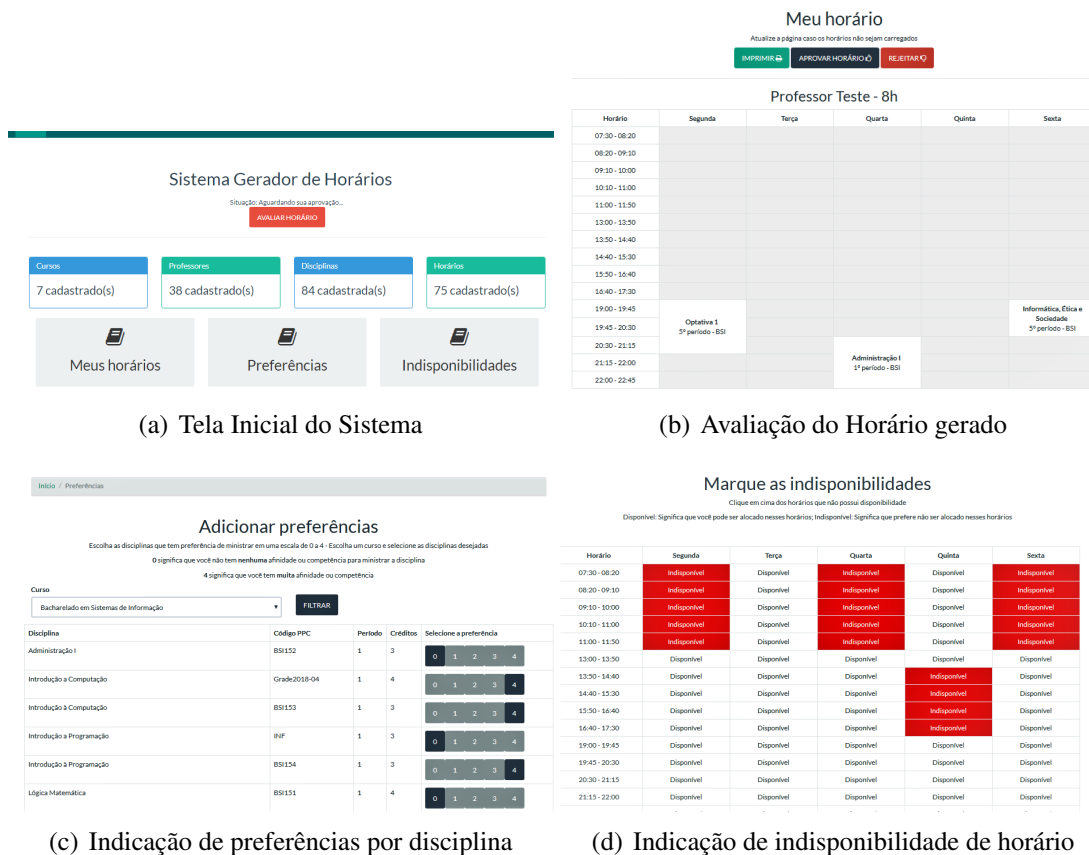 Sistema Gerador de Horários
Situação: Aguardando sua aprovação...
AVALIAR HORÁRIO
Cursos Professores Disciplinas Horários
7 cadastrado(s) 38 cadastrado(s) 84 cadastrada(s) 75 cadastrado(s)
Meus horários Preferências Indisponibilidades
(a) Tela Inicial do Sistema
Meu horário
Atualize a página caso os horários não sejam carregados
IMPRIMIR APROVAR HORÁRIO REJEITAR
Professor Teste - 8h
Horário Segunda Terça Quarta Quinta Sexta
07:30 - 08:20
08:20 - 09:10
09:10 - 10:00
10:10 - 11:00
11:00 - 11:50
13:00 - 13:50
13:50 - 14:40
14:40 - 15:30
15:50 - 16:40
16:40 - 17:30
19:00 - 19:45
19:45 - 20:30
20:30 - 21:15
21:15 - 22:00
22:00 - 22:45
Optativa 1
5º período - BSI
Administração I
1º período - BSI
Informática, Ética e
Sociedade
5º período - BSI
(b) Avaliação do Horário gerado
Início / Preferências
Adicionar preferências
Escolha as disciplinas que tem preferência de ministrar em uma escala de 0 a 4 - Escolha um curso e selecione as disciplinas desejadas
0 significa que você não tem nenhuma afinidade ou competência para ministrar a disciplina
4 significa que você tem muita afinidade ou competência
Curso
Bacharelado em Sistemas de Informação FILTRAR
Disciplina Código PPC Período Créditos Selecione a preferência
Administração I BSI152 1 3 0 1 2 3 4
Introdução a Computação Grade2018-04 1 4 0 1 2 3 4
Introdução à Computação BSI153 1 3 0 1 2 3 4
Introdução a Programação INF 1 3 0 1 2 3 4
Introdução à Programação BSI154 1 3 0 1 2 3 4
Lógica Matemática BSI151 1 4 0 1 2 3 4
(c) Indicação de preferências por disciplina
Marque as indisponibilidades
Clique em cima dos horários que não possui disponibilidade
Disponível: Significa que você pode ser alocado nesses horários; Indisponível: Significa que prefere não ser alocado nesses horários
Horário Segunda Terça Quarta Quinta Sexta
07:30 - 08:20 Indisponível Disponível Indisponível Disponível Indisponível
08:20 - 09:10 Indisponível Disponível Indisponível Disponível Indisponível
09:10 - 10:00 Indisponível Disponível Indisponível Disponível Indisponível
10:10 - 11:00 Indisponível Disponível Indisponível Disponível Indisponível
11:00 - 11:50 Indisponível Disponível Indisponível Disponível Indisponível
13:00 - 13:50 Disponível Disponível Disponível Disponível Disponível
13:50 - 14:40 Disponível Disponível Disponível Indisponível Disponível
14:40 - 15:30 Disponível Disponível Disponível Indisponível Disponível
15:50 - 16:40 Disponível Disponível Disponível Indisponível Disponível
16:40 - 17:30 Disponível Disponível Disponível Indisponível Disponível
19:00 - 19:45 Disponível Disponível Disponível Disponível Disponível
19:45 - 20:30 Disponível Disponível Disponível Disponível Disponível
20:30 - 21:15 Disponível Disponível Disponível Disponível Disponível
21:15 - 22:00 Disponível Disponível Disponível Disponível Disponível
(d) Indicação de indisponibilidade de horário